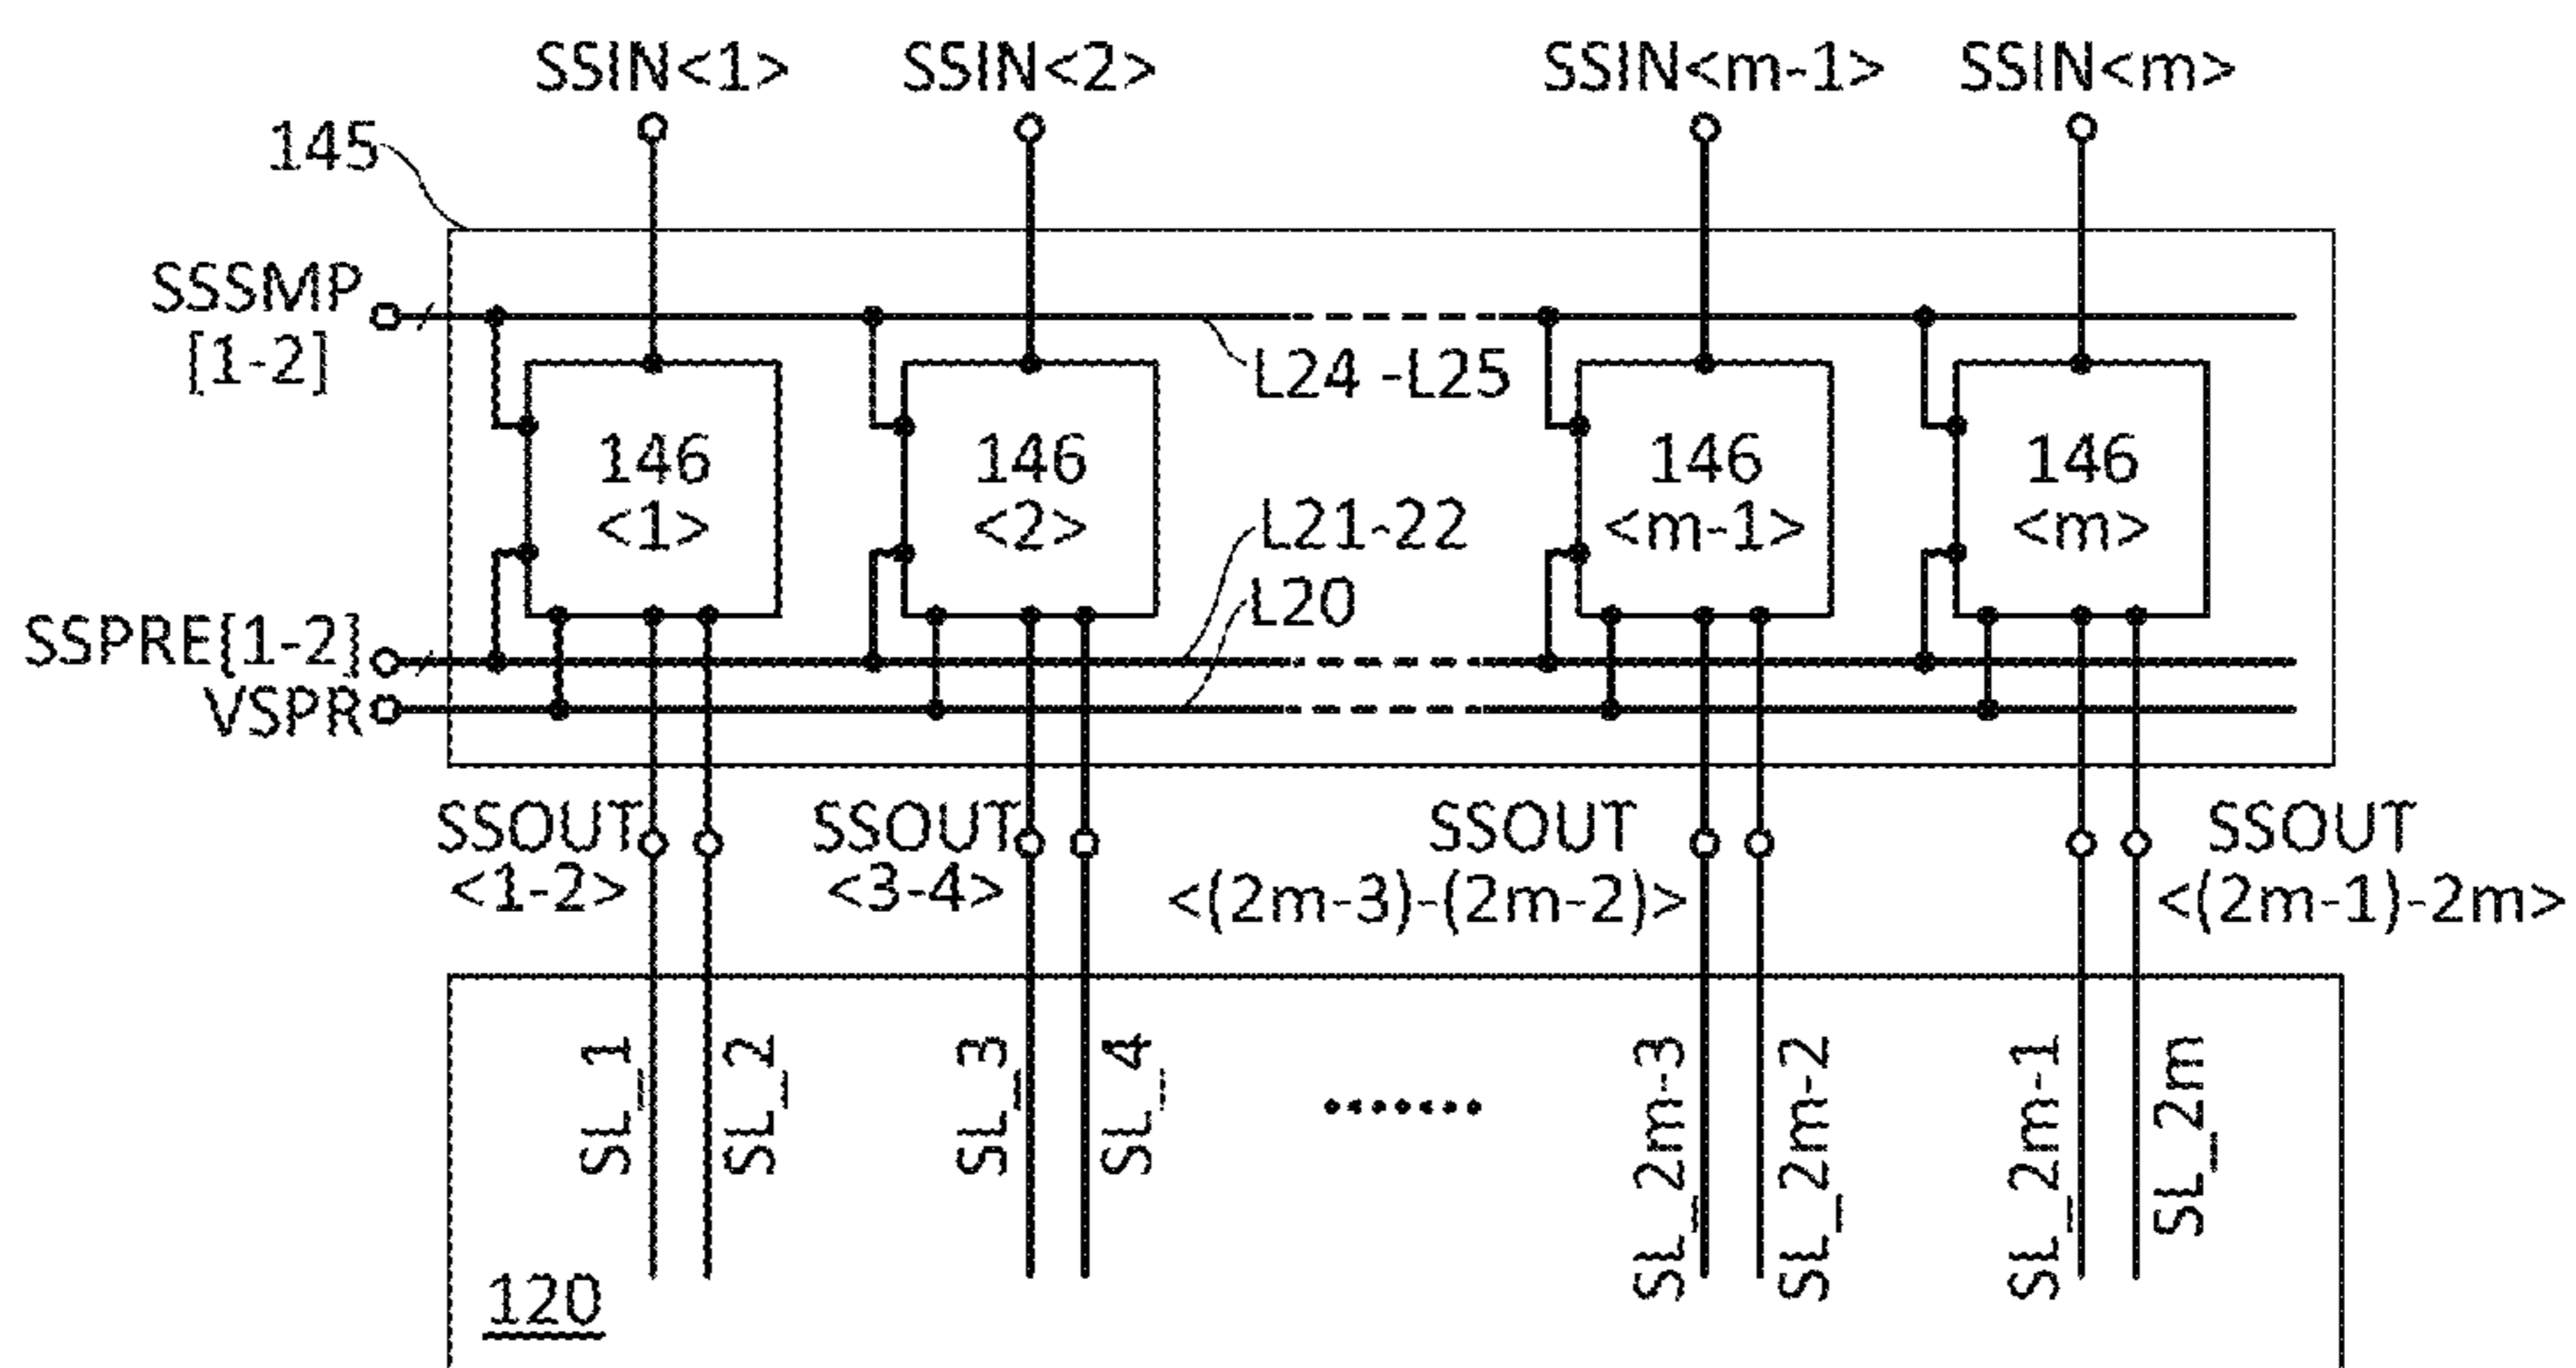 SSIN<1>
SSIN<2>
SSIN<m-1>
SSIN<m>
145
SSSMP
[1-2]
L24 -L25
146
<1>
146
<2>
146
<m-1>
146
<m>
L21-22
L20
SSPRE[1-2]
VSPR
SSOUT
<1-2>
SSOUT
<3-4>
SSOUT
<(2m-3)-(2m-2)>
SSOUT
<(2m-1)-2m>
SL_1
SL_2
SL_3
SL_4
.......
SL_2m-3
SL_2m-2
SL_2m-1
SL_2m
120